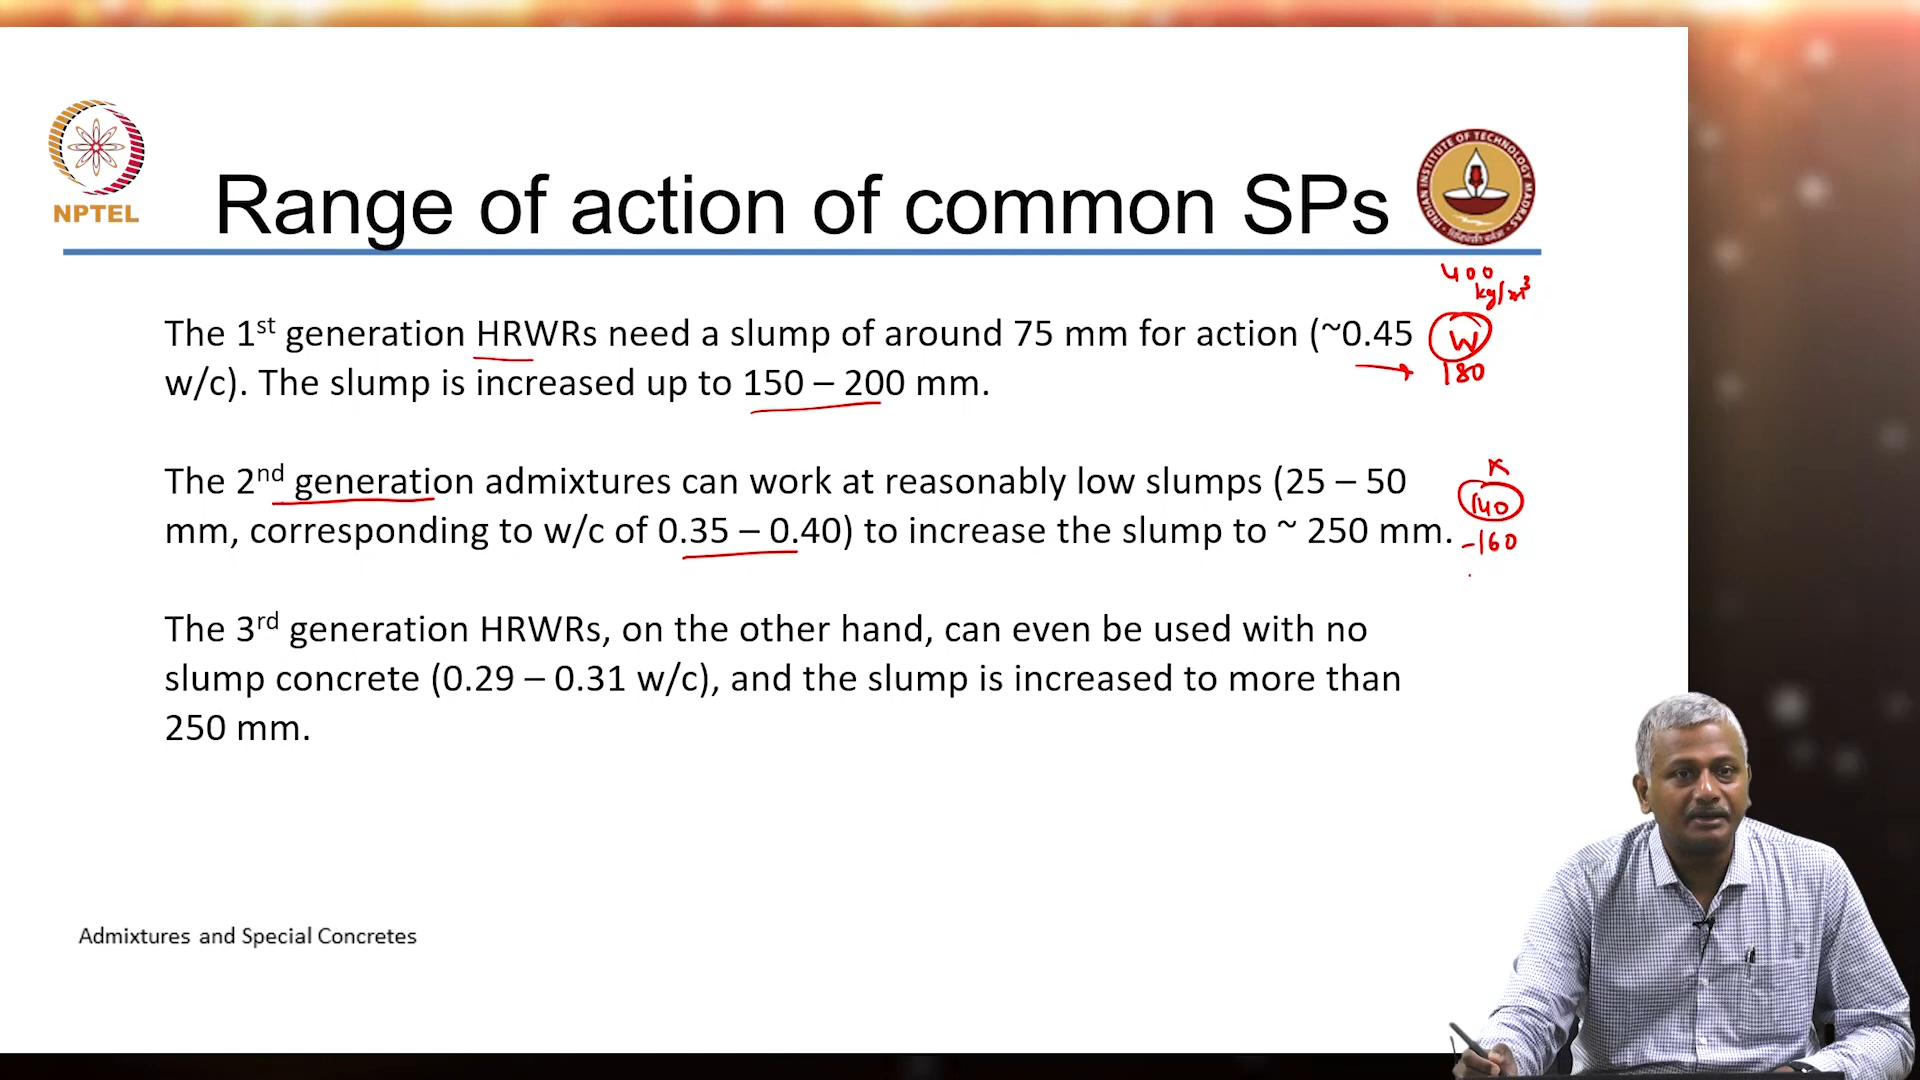 NPTEL
Range of action of common SPs
INDIAN INSTITUTE OF TECHNOLOGY MADRAS
400
kg/m³
The 1st generation HRWRs need a slump of around 75 mm for action (~0.45
w/c). The slump is increased up to 150 – 200 mm.
W
180
The 2nd generation admixtures can work at reasonably low slumps (25 – 50
mm, corresponding to w/c of 0.35 – 0.40) to increase the slump to ~ 250 mm.
140
-160
The 3rd generation HRWRs, on the other hand, can even be used with no
slump concrete (0.29 – 0.31 w/c), and the slump is increased to more than
250 mm.
Admixtures and Special Concretes